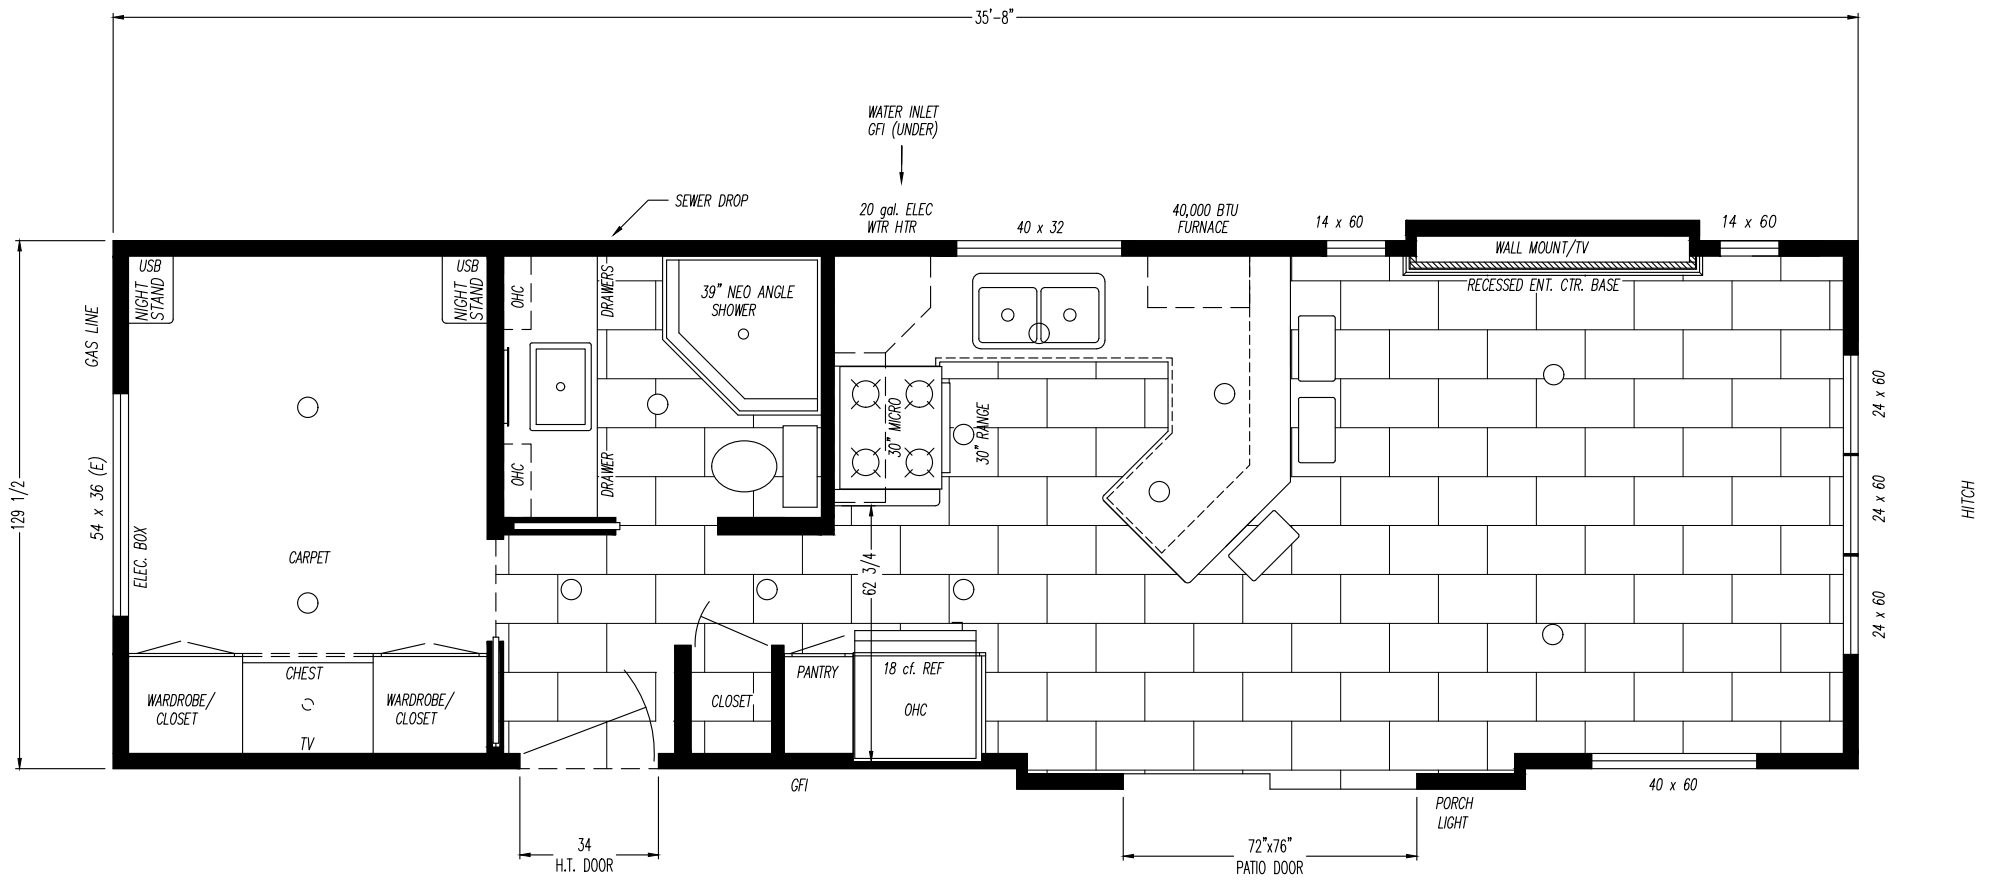 35'-8"
WATER INLET
GFI (UNDER)
SEWER DROP
20 gal. ELEC
WTR HTR
40 x 32
40,000 BTU
FURNACE
14 x 60
14 x 60
WALL MOUNT/TV
RECESSED ENT. CTR. BASE
USB
NIGHT
STAND
USB
NIGHT
STAND
OHC
DRAWERS
39" NEO ANGLE
SHOWER
GAS LINE
54 x 36 (E)
129 1/2
ELEC. BOX
CARPET
OHC
DRAWER
30" MICRO
30" RANGE
62 3/4
24 x 60
24 x 60
24 x 60
HITCH
WARDROBE/
CLOSET
CHEST
TV
WARDROBE/
CLOSET
CLOSET
PANTRY
18 cf. REF
OHC
GFI
40 x 60
PORCH
LIGHT
34
H.T. DOOR
72"x76"
PATIO DOOR